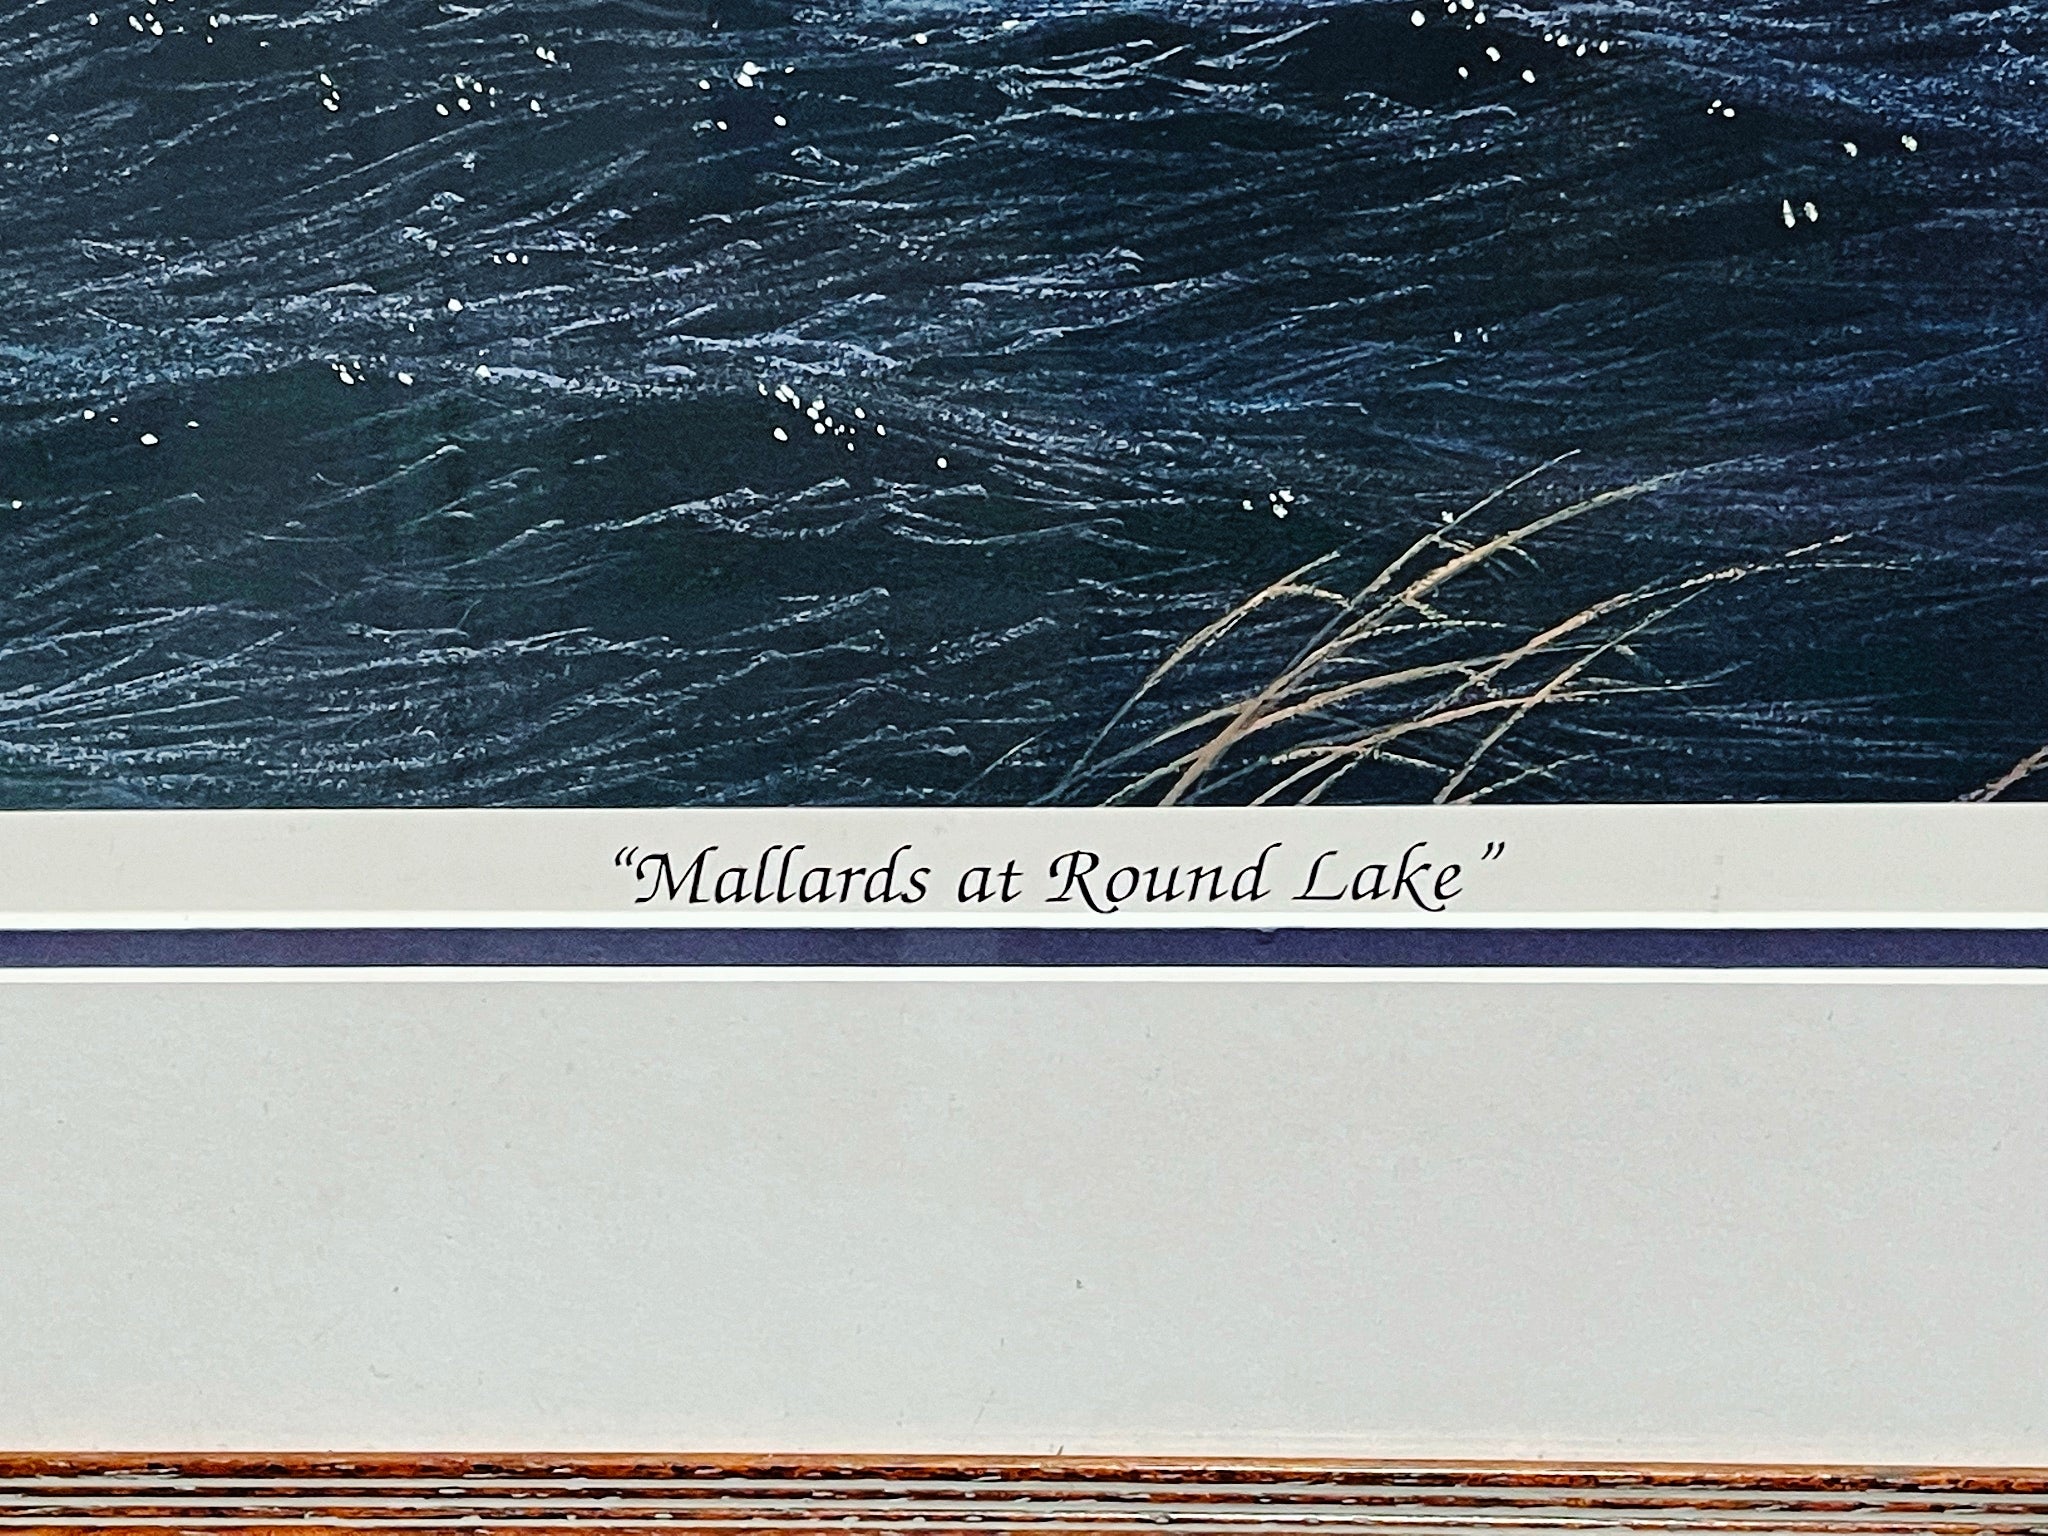 “Mallards at Round Lake”